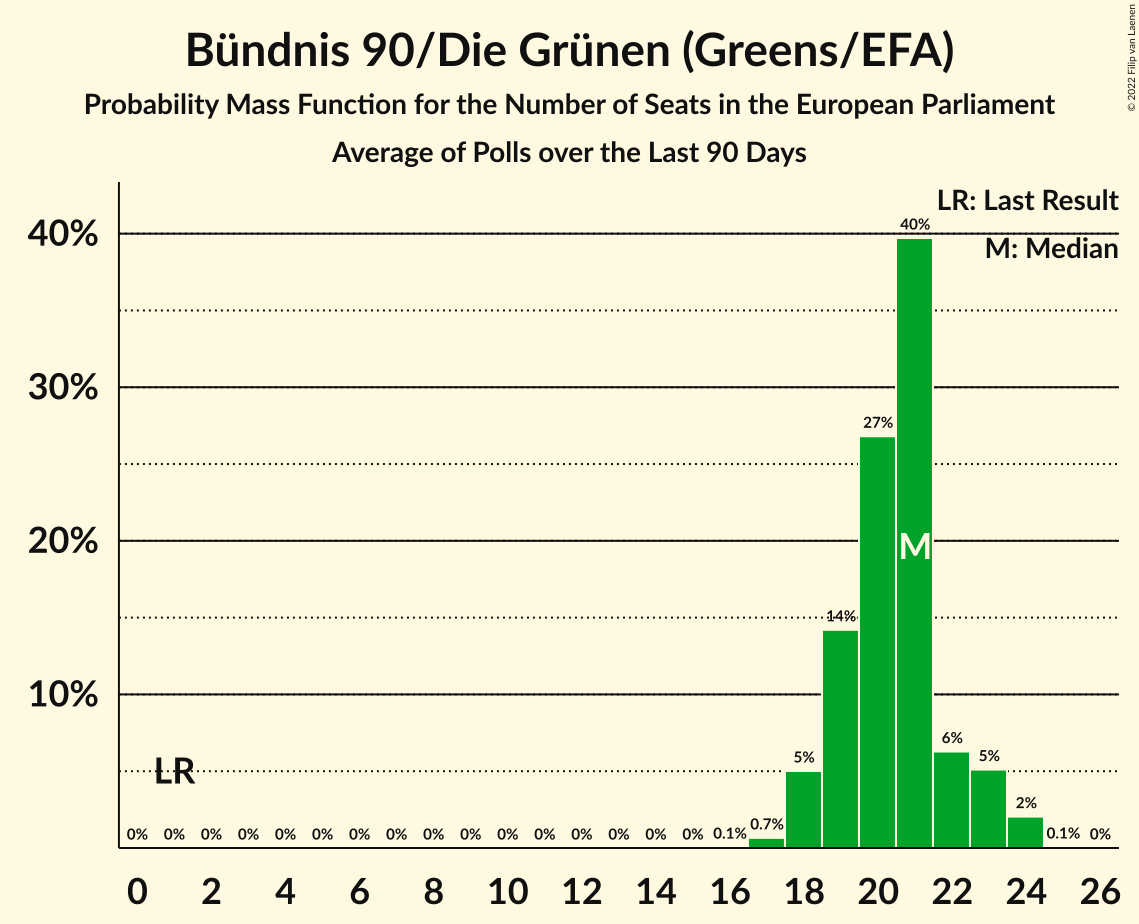 Bündnis 90/Die Grünen (Greens/EFA)
Probability Mass Function for the Number of Seats in the European Parliament
Average of Polls over the Last 90 Days
© 2022 Filip van Laenen
LR: Last Result
M: Median
40%
30%
20%
10%
40%
27%
M
14%
6%
5%
5%
2%
LR
0% 0% 0% 0% 0% 0% 0% 0% 0% 0% 0% 0% 0% 0% 0% 0% 0.1% 0.7% 0.1% 0%
0 2 4 6 8 10 12 14 16 18 20 22 24 26